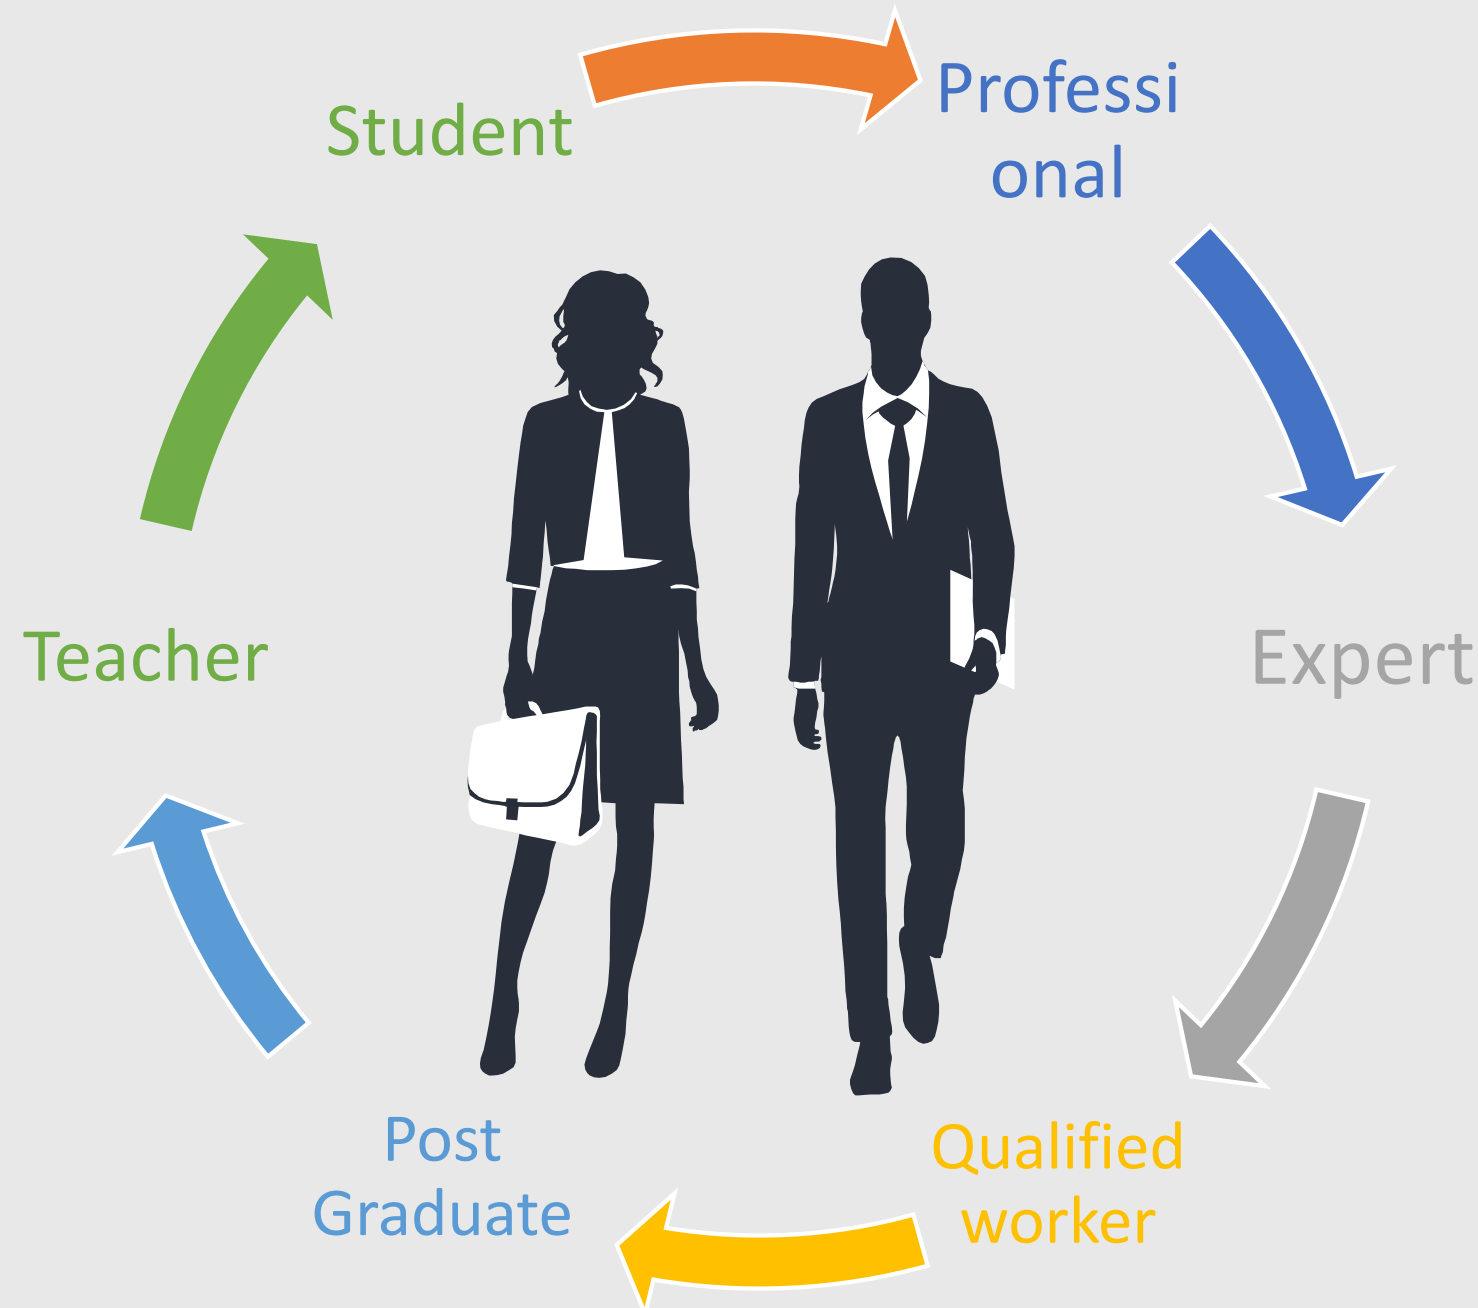 Student
Professi
onal
Expert
Qualified
worker
Post
Graduate
Teacher